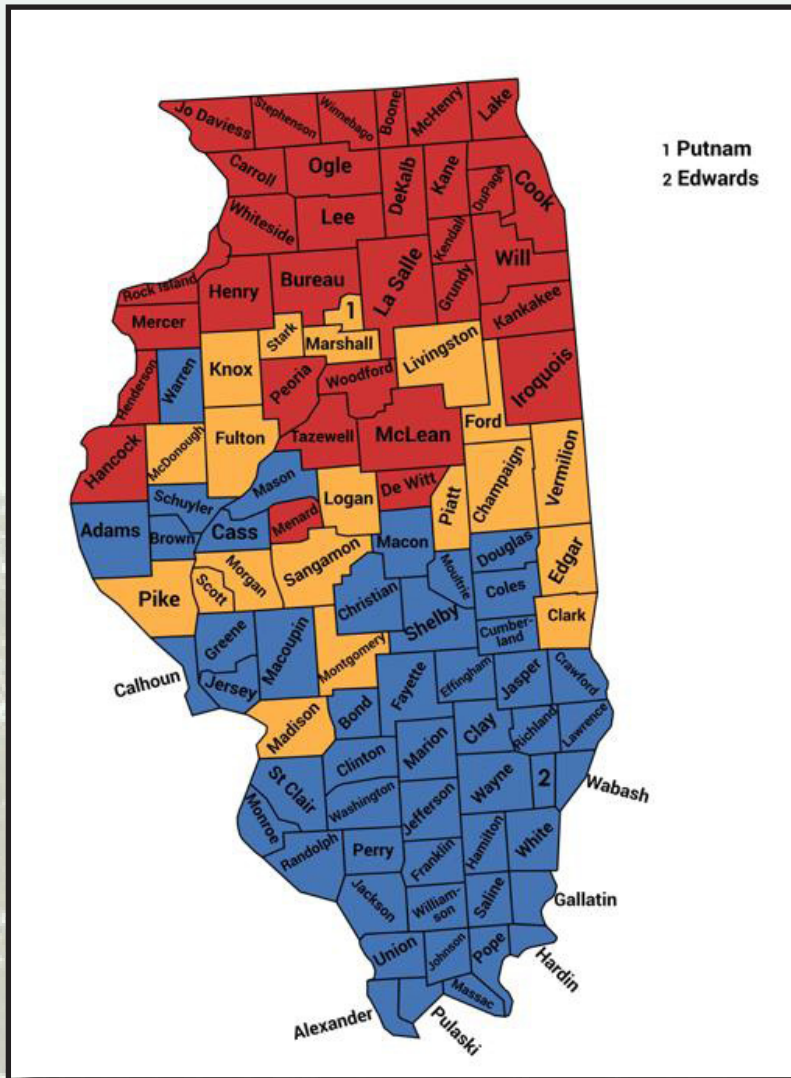 Jo Daviess
Stephenson
Winnebago
Boone
McHenry
Lake
1 Putnam
2 Edwards
Carroll
Ogle
DeKalb
Kane
DuPage
Cook
Whiteside
Lee
Kendall
Will
Rock Island
Henry
Bureau
La Salle
Grundy
Kankakee
Mercer
1
Stark
Marshall
Livingston
Iroquois
Henderson
Warren
Knox
Peoria
Woodford
Ford
Hancock
McDonough
Fulton
Tazewell
McLean
Champaign
Vermilion
Schuyler
Mason
Logan
De Witt
Piatt
Adams
Brown
Cass
Menard
Macon
Douglas
Edgar
Pike
Scott
Morgan
Sangamon
Christian
Moultrie
Coles
Clark
Greene
Macoupin
Shelby
Cumber-
land
Calhoun
Jersey
Montgomery
Fayette
Effingham
Jasper
Crawford
Madison
Bond
Clay
Richland
Lawrence
Clinton
Marion
St Clair
Washington
Jefferson
Wayne
2
Wabash
Monroe
Randolph
Perry
Franklin
Hamilton
White
Jackson
William-
son
Saline
Gallatin
Union
Johnson
Pope
Hardin
Alexander
Pulaski
Massac